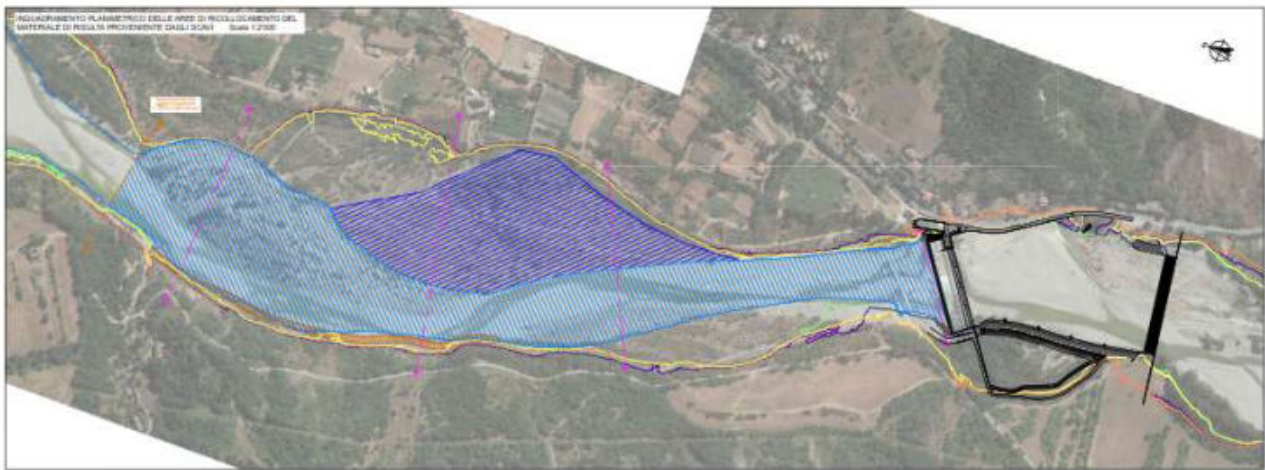 INQUADRAMENTO PLANIMETRICO DELLE AREE DI RICOLLOCAMENTO DEL
MATERIALE DI RISULTA PROVENIENTE DAGLI SCAVI Scala 1:2000